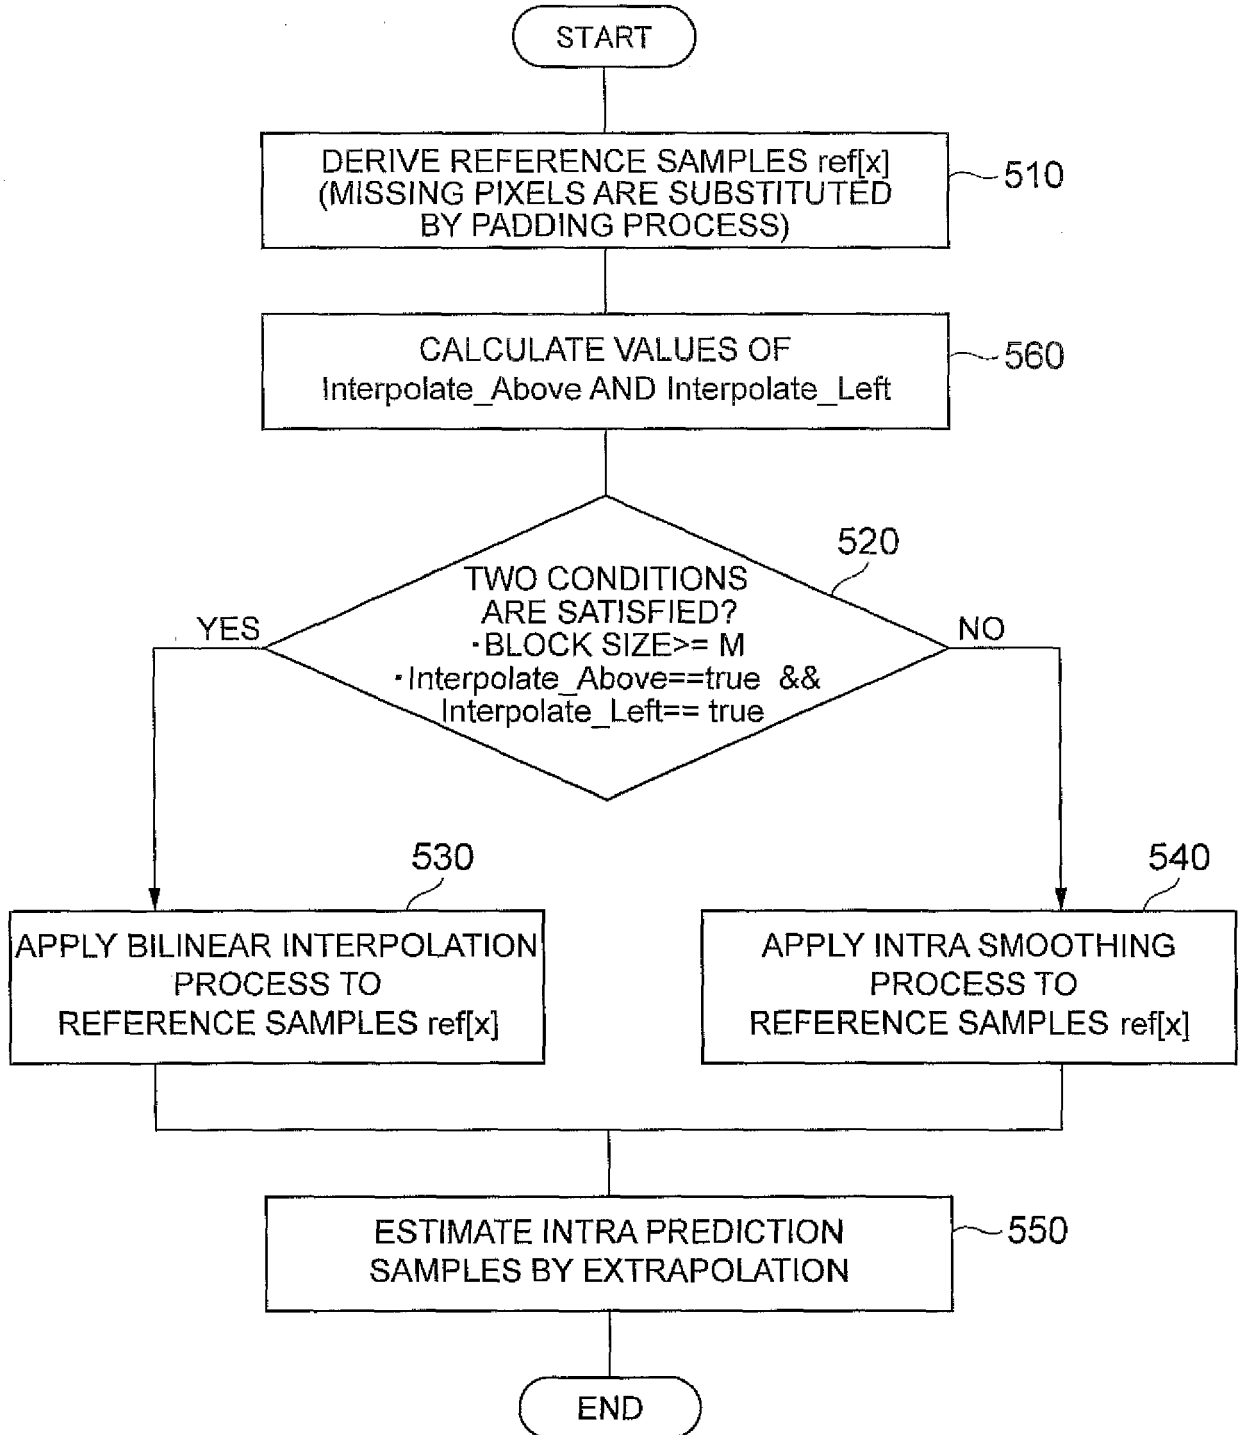 START
DERIVE REFERENCE SAMPLES ref[x]
(MISSING PIXELS ARE SUBSTITUTED
BY PADDING PROCESS)
510
CALCULATE VALUES OF
Interpolate_Above AND Interpolate_Left
560
520
TWO CONDITIONS
ARE SATISFIED?
・BLOCK SIZE>= M
・Interpolate_Above==true &&
Interpolate_Left== true
YES
NO
530
APPLY BILINEAR INTERPOLATION
PROCESS TO
REFERENCE SAMPLES ref[x]
540
APPLY INTRA SMOOTHING
PROCESS TO
REFERENCE SAMPLES ref[x]
ESTIMATE INTRA PREDICTION
SAMPLES BY EXTRAPOLATION
550
END